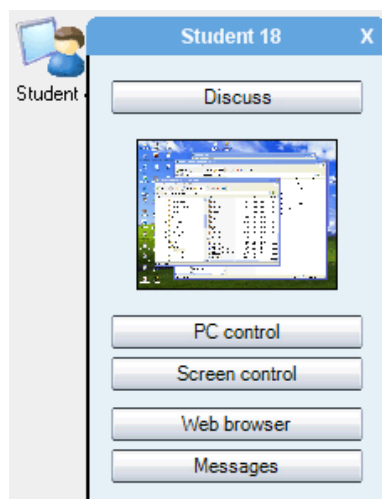 Student 18 X
Student
Discuss
PC control
Screen control
Web browser
Messages